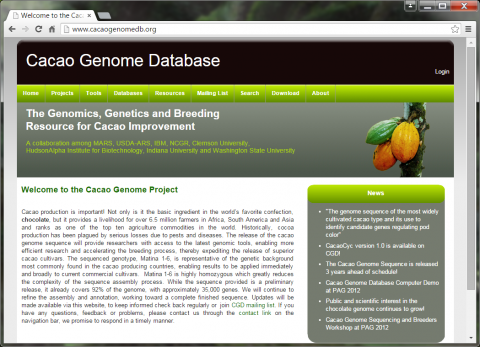 Welcome to the Cac
www.cacaogenomedb.org
Cacao Genome Database
Login
Home Projects Tools Databases Resources Mailing List Search Download About
The Genomics, Genetics and Breeding
Resource for Cacao Improvement
A collaboration among MARS, USDA-ARS, IBM, NCGR, Clemson University,
HudsonAlpha Institute for Biotechnology, Indiana University and Washington State University
Welcome to the Cacao Genome Project
Cacao production is important! Not only is it the basic ingredient in the world's favorite confection,
chocolate, but it provides a livelihood for over 6.5 million farmers in Africa, South America and Asia
and ranks as one of the top ten agriculture commodities in the world. Historically, cocoa
production has been plagued by serious losses due to pests and diseases. The release of the cacao
genome sequence will provide researchers with access to the latest genomic tools, enabling more
efficient research and accelerating the breeding process, thereby expediting the release of superior
cacao cultivars. The sequenced genotype, Matina 1-6, is representative of the genetic background
most commonly found in the cacao producing countries, enabling results to be applied immediately
and broadly to current commercial cultivars. Matina 1-6 is highly homozygous which greatly reduces
the complexity of the sequence assembly process. While the sequence provided is a preliminary
release, it already covers 92% of the genome, with approximately 35,000 genes. We will continue to
refine the assembly and annotation, working toward a complete finished sequence. Updates will be
made available via this website, to keep informed check back regularly or join CGD mailing list. If you
have any questions, feedback or problems, please contact us through the contact link on the
navigation bar, we promise to respond in a timely manner.
News
"The genome sequence of the most widely
cultivated cacao type and its use to
identify candidate genes regulating pod
color"
CacaoCyc version 1.0 is available on
CGD!
The Cacao Genome Sequence is released
3 years ahead of schedule!
Cacao Genome Database Computer Demo
at PAG 2012
Public and scientific interest in the
chocolate genome continues to grow!
Cacao Genome Sequencing and Breeders
Workshop at PAG 2012